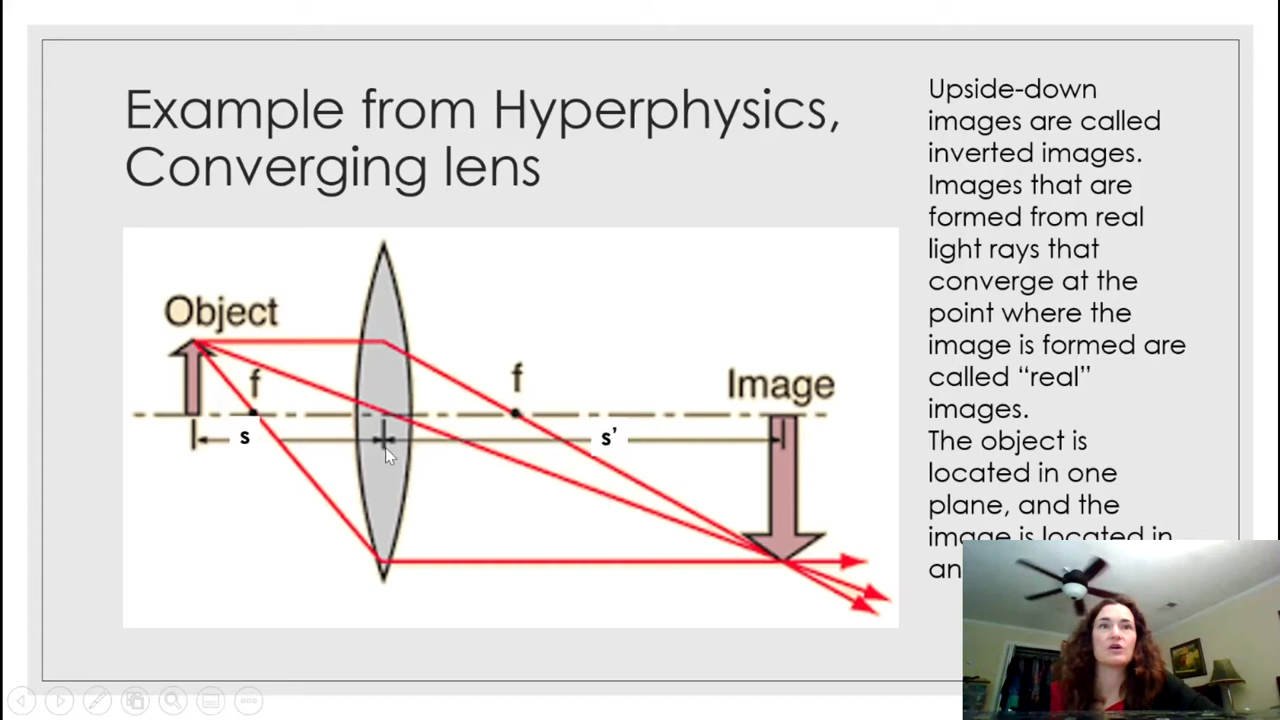 Example from Hyperphysics,
Converging lens
Object
f
f
Image
s
s’
Upside-down
images are called
inverted images.
Images that are
formed from real
light rays that
converge at the
point where the
image is formed are
called “real”
images.
The object is
located in one
plane, and the
image is located in